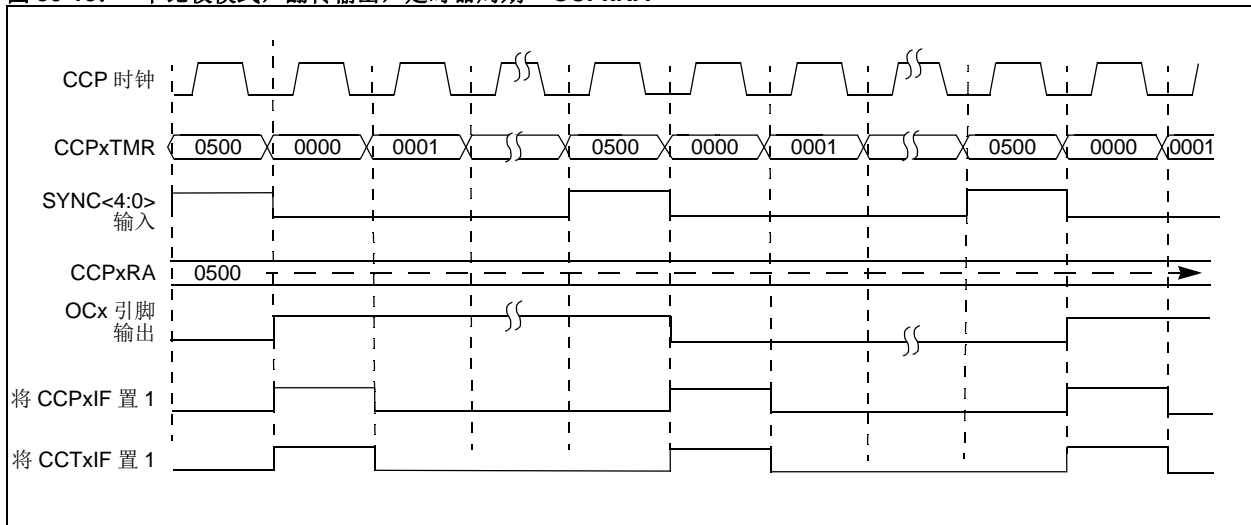 CCP 时钟
CCPxTMR 0500 0000 0001 0500 0000 0001 0500 0000 0001
SYNC<4:0>
输入
CCPxRA 0500
OCx 引脚
输出
将 CCPxIF 置 1
将 CCTxIF 置 1